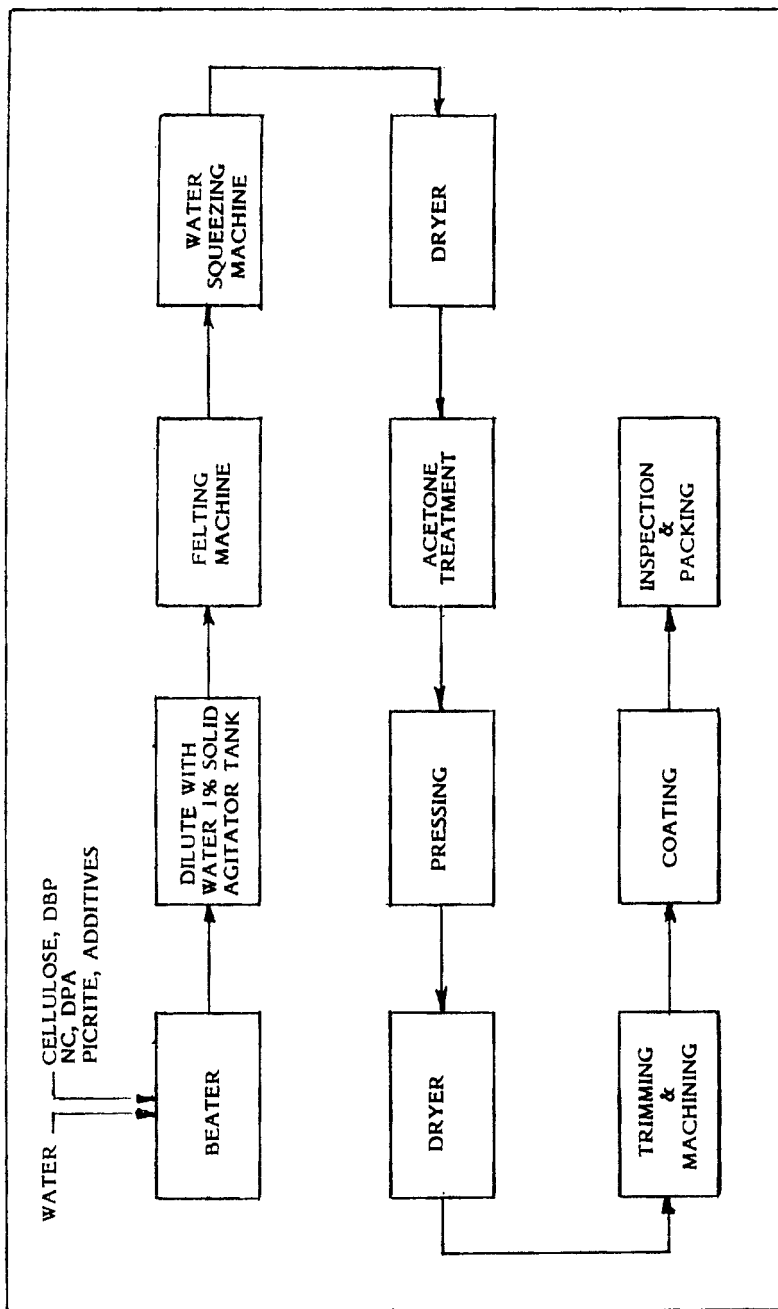 WATER
CELLULOSE, DBP
NC, DPA
PICRITE, ADDITIVES
BEATER
DILUTE WITH
WATER 1% SOLID
AGITATOR TANK
FELTING
MACHINE
WATER
SQUEEZING
MACHINE
DRYER
ACETONE
TREATMENT
PRESSING
DRYER
TRIMMING
&
MACHINING
COATING
INSPECTION
&
PACKING